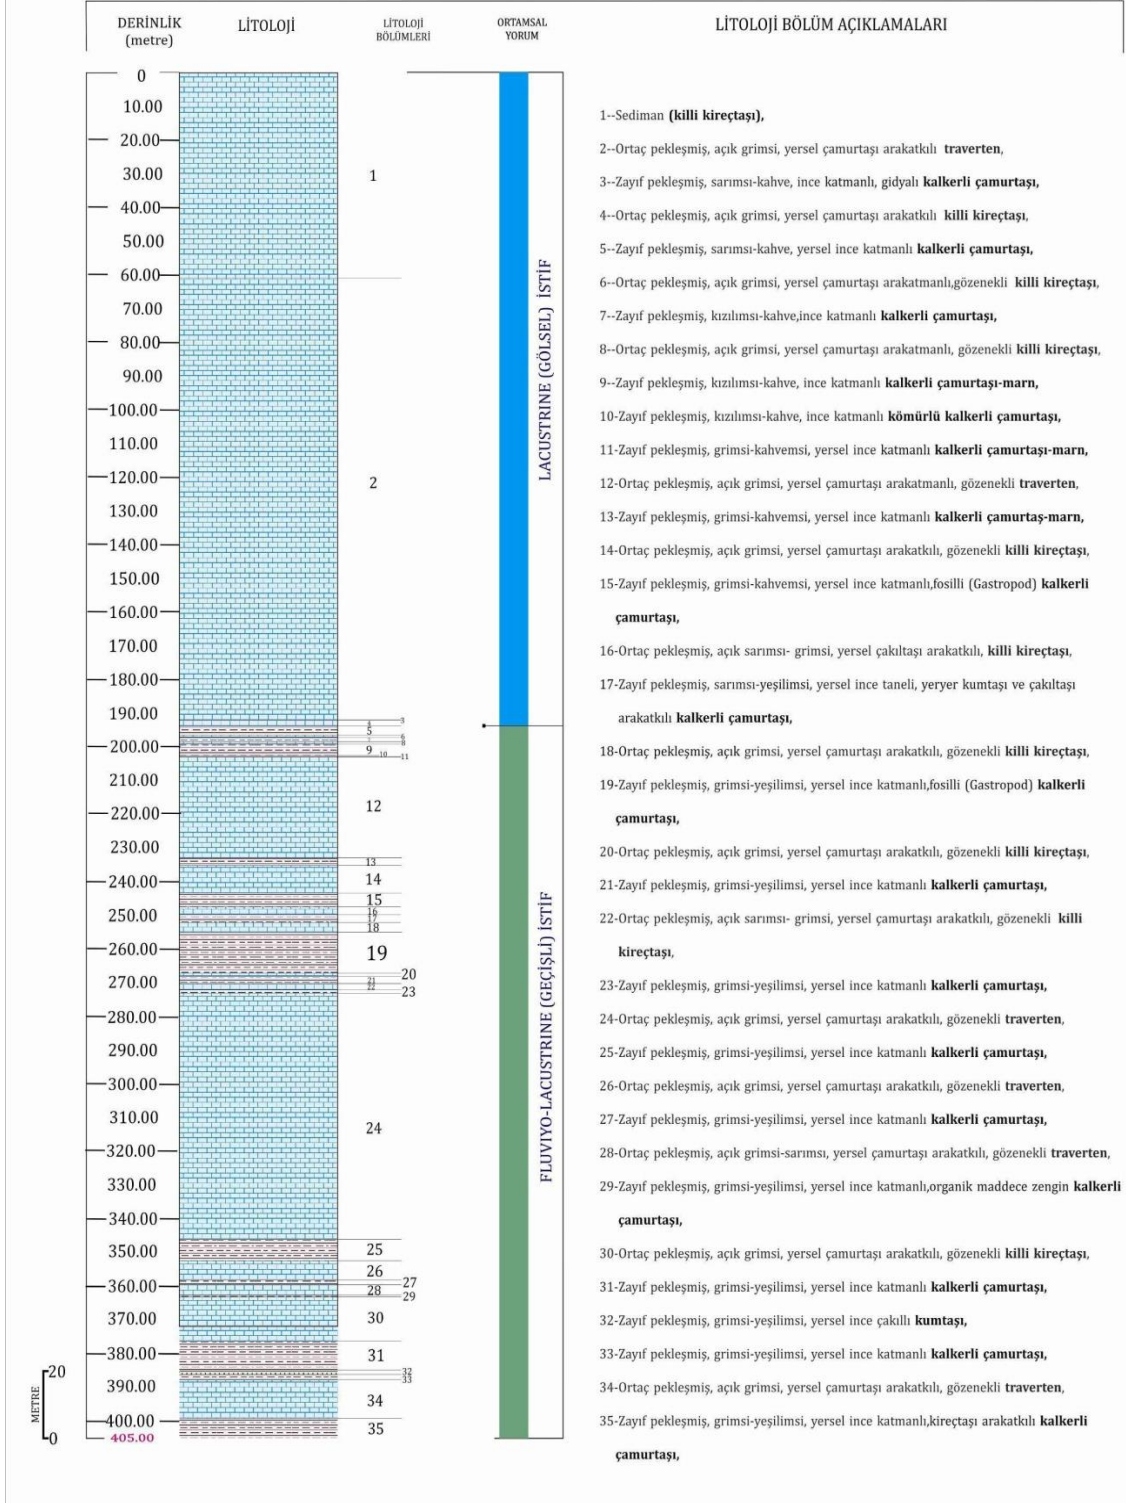 DERİNLİK
(metre)
LİTOLOJİ
LİTOLOJİ
BÖLÜMLERİ
ORTAMSAL
YORUM
LİTOLOJİ BÖLÜM AÇIKLAMALARI
0
10.00
20.00
30.00
40.00
50.00
60.00
70.00
80.00
90.00
100.00
110.00
120.00
130.00
140.00
150.00
160.00
170.00
180.00
190.00
200.00
210.00
220.00
230.00
240.00
250.00
260.00
270.00
280.00
290.00
300.00
310.00
320.00
330.00
340.00
350.00
360.00
370.00
380.00
390.00
400.00
405.00
20
METRE
0
1
2
3
4
5
6
7
8
9
10
11
12
13
14
15
16
17
18
19
20
21
22
23
24
25
26
27
28
29
30
31
32
33
34
35
LACUSTRINE (GÖLSEL) İSTİF
FLUVIYO-LACUSTRINE (GEÇİŞLİ) İSTİF
1--Sediman (killi kireçtaşı),
2--Ortaç pekleşmiş, açık grimsi, yersel çamurtaşı arakatkılı traverten,
3--Zayıf pekleşmiş, sarımsı-kahve, ince katmanlı, gidyalı kalkerli çamurtaşı,
4--Ortaç pekleşmiş, açık grimsi, yersel çamurtaşı arakatkılı killi kireçtaşı,
5--Zayıf pekleşmiş, sarımsı-kahve, yersel ince katmanlı kalkerli çamurtaşı,
6--Ortaç pekleşmiş, açık grimsi, yersel çamurtaşı arakatmanlı,gözenekli killi kireçtaşı,
7--Zayıf pekleşmiş, kızılımsı-kahve,ince katmanlı kalkerli çamurtaşı,
8--Ortaç pekleşmiş, açık grimsi, yersel çamurtaşı arakatmanlı, gözenekli killi kireçtaşı,
9--Zayıf pekleşmiş, kızılımsı-kahve, ince katmanlı kalkerli çamurtaşı-marn,
10-Zayıf pekleşmiş, kızılımsı-kahve, ince katmanlı kömürlü kalkerli çamurtaşı,
11-Zayıf pekleşmiş, grimsi-kahvemsi, yersel ince katmanlı kalkerli çamurtaşı-marn,
12-Ortaç pekleşmiş, açık grimsi, yersel çamurtaşı arakatmanlı, gözenekli traverten,
13-Zayıf pekleşmiş, grimsi-kahvemsi, yersel ince katmanlı kalkerli çamurtaş-marn,
14-Ortaç pekleşmiş, açık grimsi, yersel çamurtaşı arakatkılı, gözenekli killi kireçtaşı,
15-Zayıf pekleşmiş, grimsi-kahvemsi, yersel ince katmanlı,fosilli (Gastropod) kalkerli
çamurtaşı,
16-Ortaç pekleşmiş, açık sarımsı- grimsi, yersel çakıltaşı arakatkılı, killi kireçtaşı,
17-Zayıf pekleşmiş, sarımsı-yeşilimsi, yersel ince taneli, yeryer kumtaşı ve çakıltaşı
arakatkılı kalkerli çamurtaşı,
18-Ortaç pekleşmiş, açık grimsi, yersel çamurtaşı arakatkılı, gözenekli killi kireçtaşı,
19-Zayıf pekleşmiş, grimsi-yeşilimsi, yersel ince katmanlı,fosilli (Gastropod) kalkerli
çamurtaşı,
20-Ortaç pekleşmiş, açık grimsi, yersel çamurtaşı arakatkılı, gözenekli killi kireçtaşı,
21-Zayıf pekleşmiş, grimsi-yeşilimsi, yersel ince katmanlı kalkerli çamurtaşı,
22-Ortaç pekleşmiş, açık sarımsı- grimsi, yersel çamurtaşı arakatkılı, gözenekli killi
kireçtaşı,
23-Zayıf pekleşmiş, grimsi-yeşilimsi, yersel ince katmanlı kalkerli çamurtaşı,
24-Ortaç pekleşmiş, açık grimsi, yersel çamurtaşı arakatkılı, gözenekli traverten,
25-Zayıf pekleşmiş, grimsi-yeşilimsi, yersel ince katmanlı kalkerli çamurtaşı,
26-Ortaç pekleşmiş, açık grimsi, yersel çamurtaşı arakatkılı, gözenekli traverten,
27-Zayıf pekleşmiş, grimsi-yeşilimsi, yersel ince katmanlı kalkerli çamurtaşı,
28-Ortaç pekleşmiş, açık grimsi-sarımsı, yersel çamurtaşı arakatkılı, gözenekli traverten,
29-Zayıf pekleşmiş, grimsi-yeşilimsi, yersel ince katmanlı,organik maddece zengin kalkerli
çamurtaşı,
30-Ortaç pekleşmiş, açık grimsi, yersel çamurtaşı arakatkılı, gözenekli killi kireçtaşı,
31-Zayıf pekleşmiş, grimsi-yeşilimsi, yersel ince katmanlı kalkerli çamurtaşı,
32-Zayıf pekleşmiş, grimsi-yeşilimsi, yersel ince çakıllı kumtaşı,
33-Zayıf pekleşmiş, grimsi-yeşilimsi, yersel ince katmanlı kalkerli çamurtaşı,
34-Ortaç pekleşmiş, açık grimsi, yersel çamurtaşı arakatkılı, gözenekli traverten,
35-Zayıf pekleşmiş, grimsi-yeşilimsi, yersel ince katmanlı,kireçtaşı arakatkılı kalkerli
çamurtaşı,